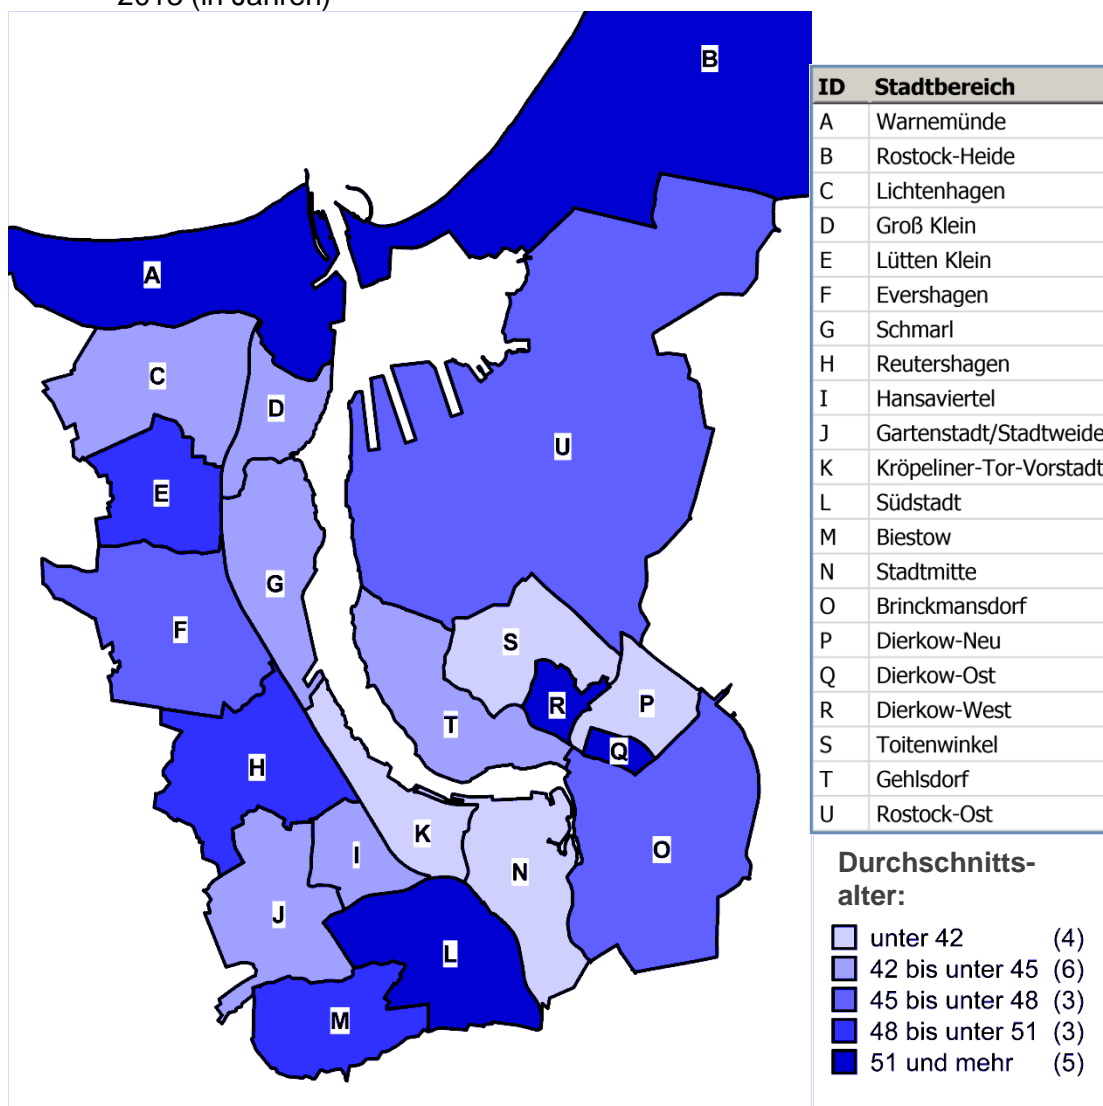 2018 (in Jahren)
B
A
C
D
E
U
G
F
S
R
P
T
Q
H
K
I
N
O
J
L
M
ID Stadtbereich
A Warnemünde
B Rostock-Heide
C Lichtenhagen
D Groß Klein
E Lütten Klein
F Evershagen
G Schmarl
H Reutershagen
I Hansaviertel
J Gartenstadt/Stadtweide
K Kröpeliner-Tor-Vorstadt
L Südstadt
M Biestow
N Stadtmitte
O Brinckmansdorf
P Dierkow-Neu
Q Dierkow-Ost
R Dierkow-West
S Toitenwinkel
T Gehlsdorf
U Rostock-Ost
Durchschnitts-
alter:
unter 42 (4)
42 bis unter 45 (6)
45 bis unter 48 (3)
48 bis unter 51 (3)
51 und mehr (5)